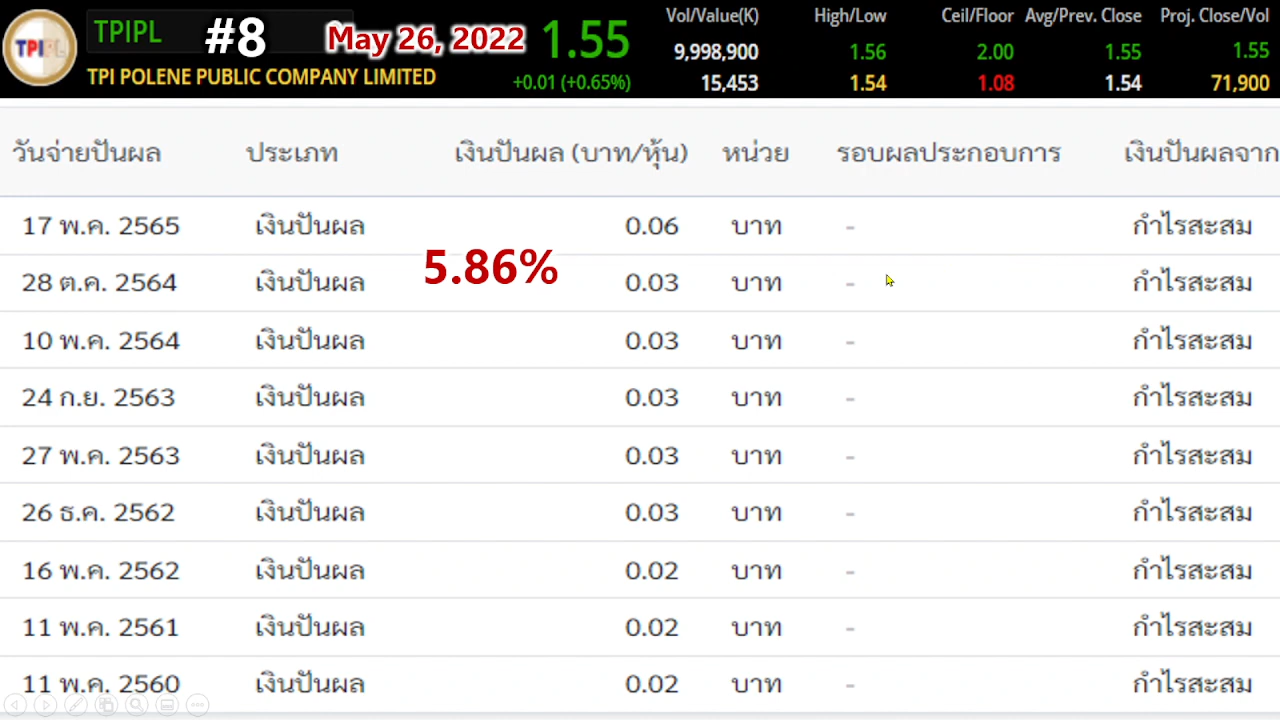 TPIPL
TPIPL #8 May 26, 2022 1.55
TPI POLENE PUBLIC COMPANY LIMITED +0.01 (+0.65%)
Vol/Value(K) High/Low Ceil/Floor Avg/Prev. Close Proj. Close/Vol
9,998,900 1.56 2.00 1.55 1.55
15,453 1.54 1.08 1.54 71,900
วันจ่ายปันผล ประเภท เงินปันผล (บาท/หุ้น) หน่วย รอบผลประกอบการ เงินปันผลจาก
17 พ.ค. 2565 เงินปันผล 0.06 บาท - กำไรสะสม
5.86%
28 ต.ค. 2564 เงินปันผล 0.03 บาท - กำไรสะสม
10 พ.ค. 2564 เงินปันผล 0.03 บาท - กำไรสะสม
24 ก.ย. 2563 เงินปันผล 0.03 บาท - กำไรสะสม
27 พ.ค. 2563 เงินปันผล 0.03 บาท - กำไรสะสม
26 ธ.ค. 2562 เงินปันผล 0.03 บาท - กำไรสะสม
16 พ.ค. 2562 เงินปันผล 0.02 บาท - กำไรสะสม
11 พ.ค. 2561 เงินปันผล 0.02 บาท - กำไรสะสม
11 พ.ค. 2560 เงินปันผล 0.02 บาท - กำไรสะสม